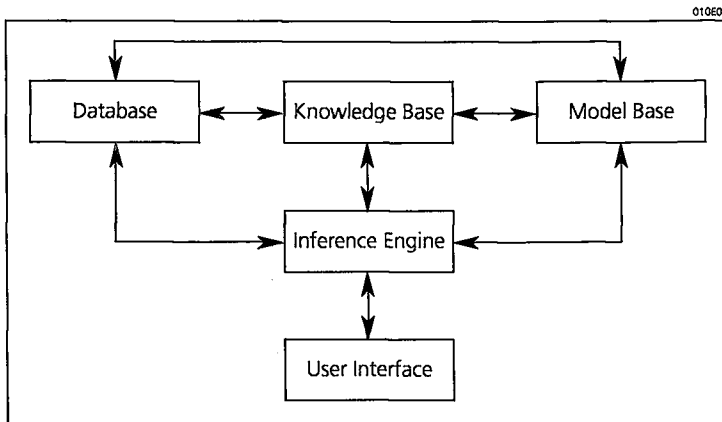 010E0
Database
Knowledge Base
Model Base
Inference Engine
User Interface